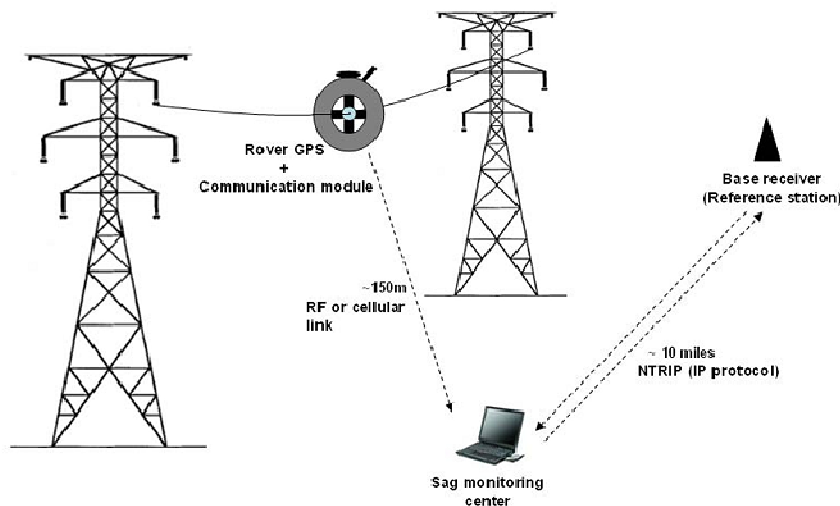 Rover GPS
+
Communication module
Base receiver
(Reference station)
~150m
RF or cellular
link
~ 10 miles
NTRIP (IP protocol)
Sag monitoring
center